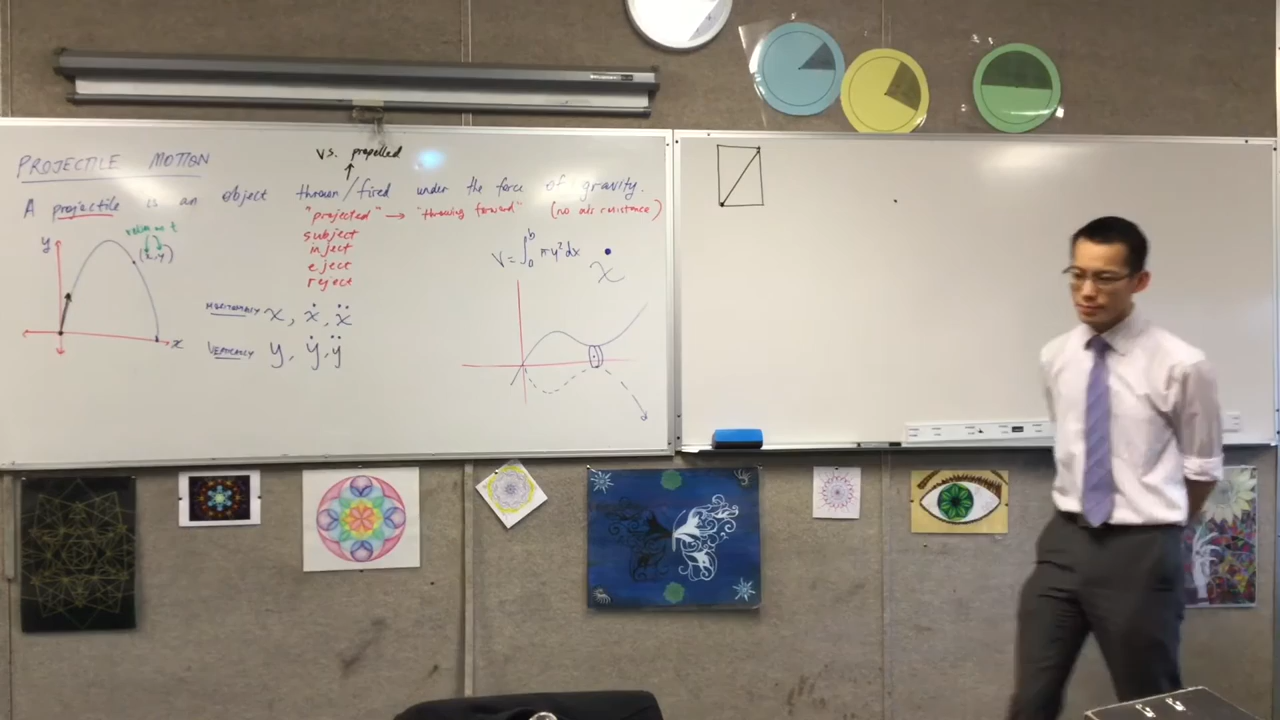 PROJECTILE MOTION
vs. propelled
A projectile is an object thrown/fired under the force of gravity.
"projected" → "throwing forward" (no air resistance)
subject
inject
eject
reject
y
(x, y)
x
HORIZONTALLY x, ẋ, ẍ
VERTICALLY y, ẏ, ÿ
V = ∫₀ᵇ πy² dx
x